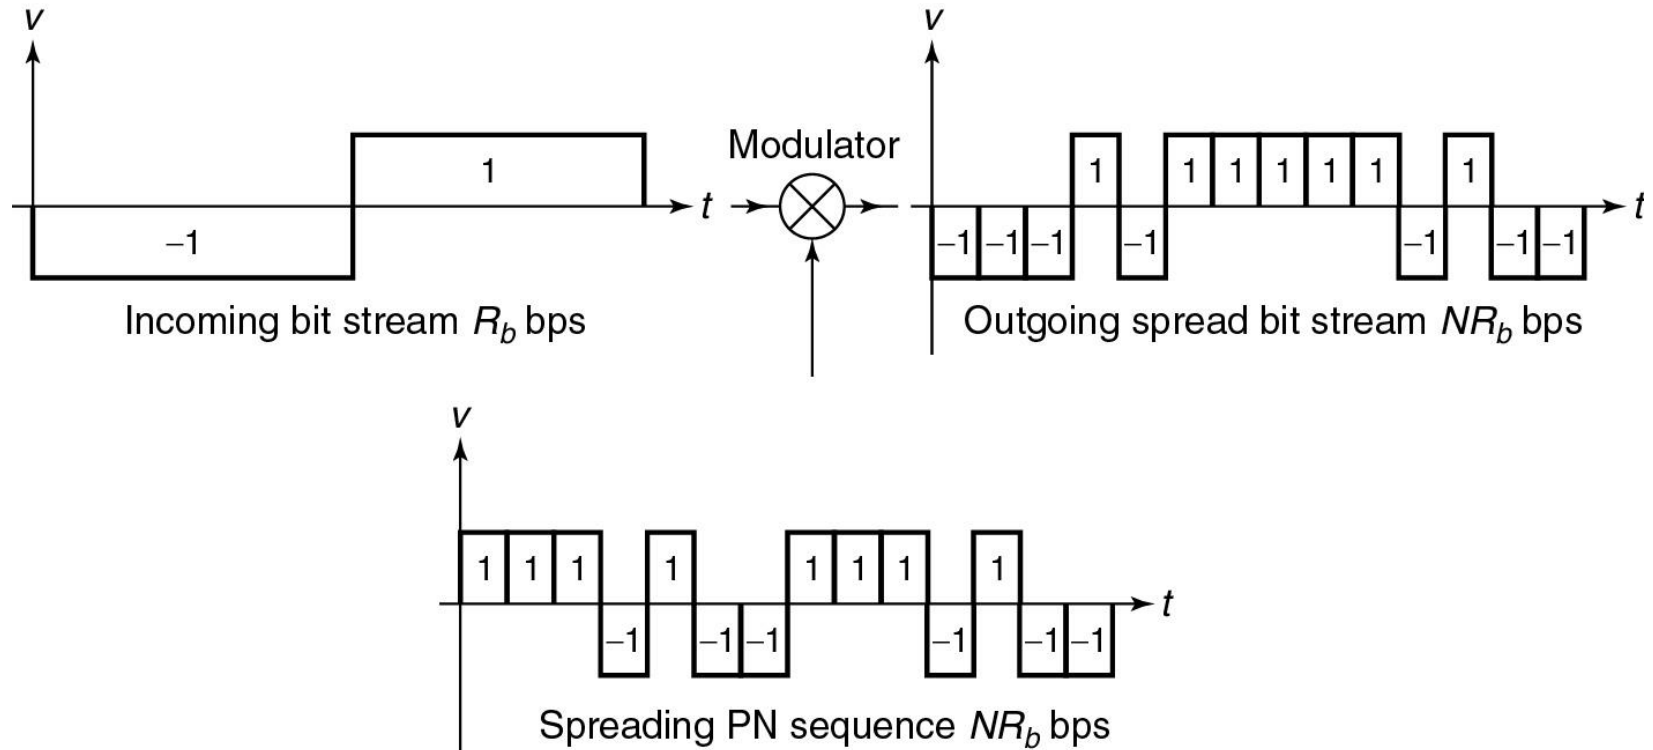 v
1
–1
t
Incoming bit stream R_b bps
Modulator
v
1 1 1 1 1 1 1
–1 –1 –1 –1 –1 –1 –1
t
Outgoing spread bit stream NR_b bps
v
1 1 1 1 1 1 1 1
–1 –1 –1 –1 –1 –1
t
Spreading PN sequence NR_b bps